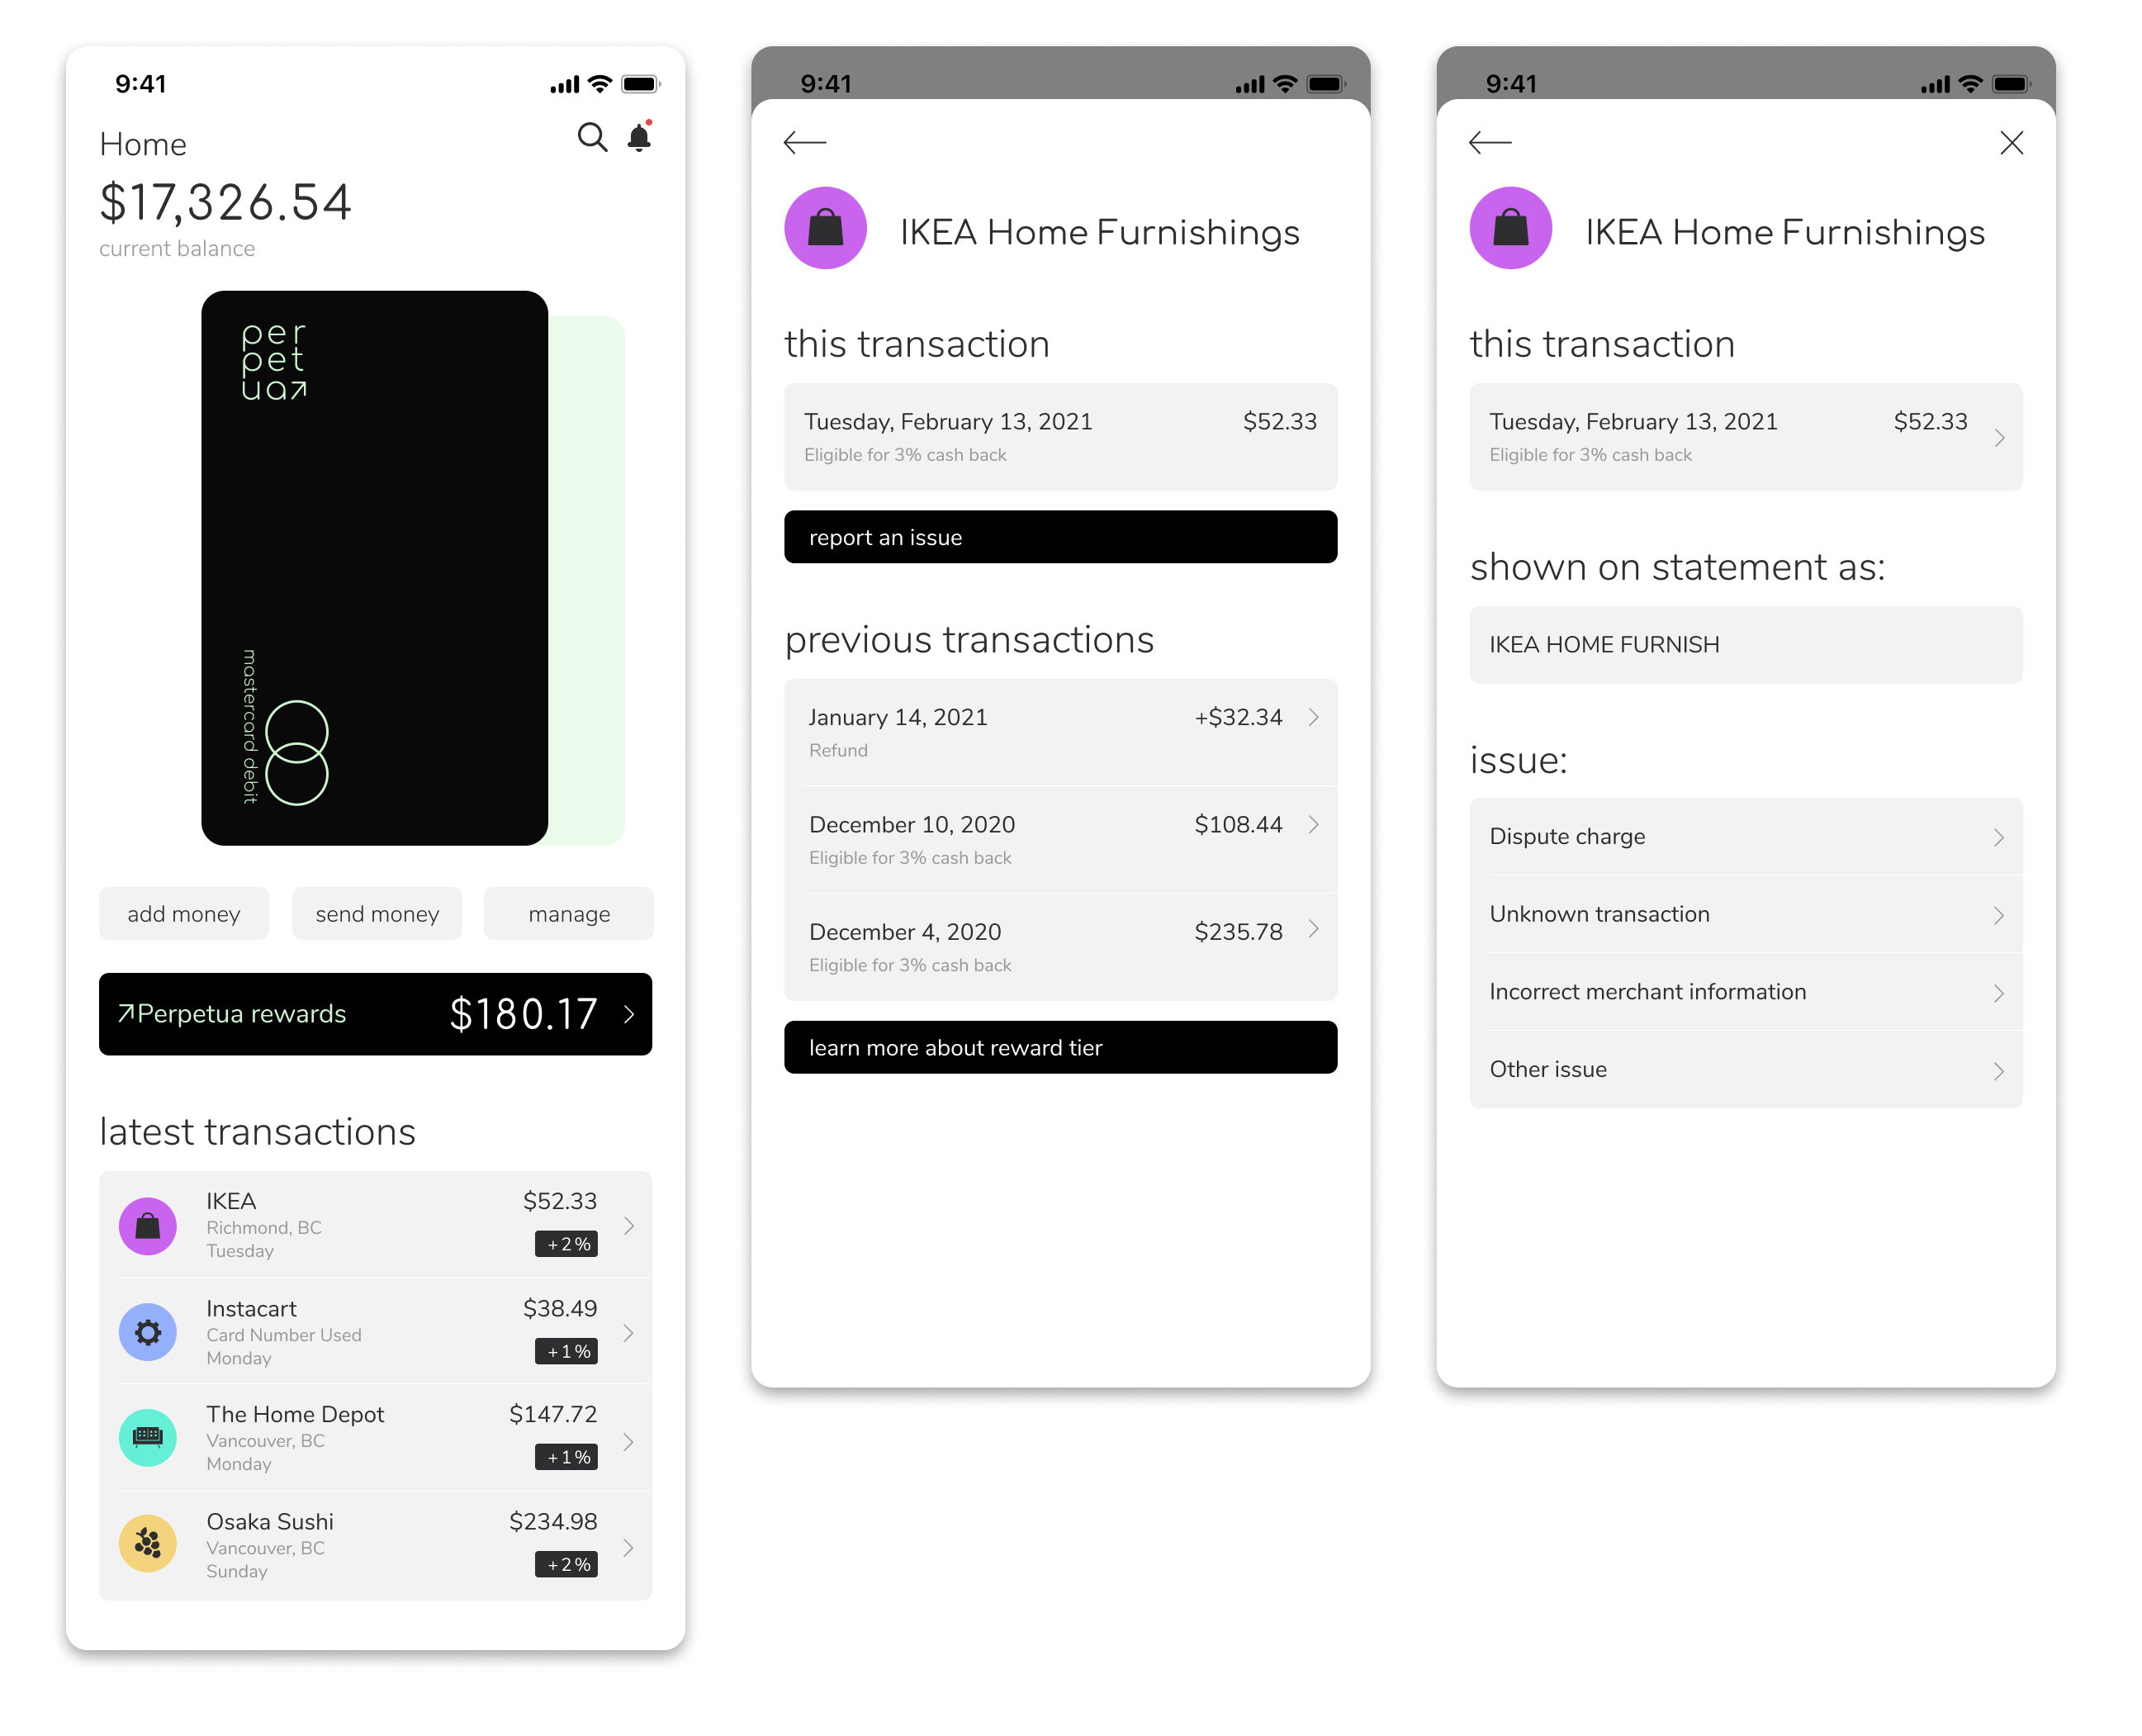 9:41
Home
$17,326.54
current balance
per
pet
ua
mastercard debit
add money send money manage
Perpetua rewards $180.17
latest transactions
IKEA $52.33
Richmond, BC
Tuesday +2%
Instacart $38.49
Card Number Used
Monday +1%
The Home Depot $147.72
Vancouver, BC
Monday +1%
Osaka Sushi $234.98
Vancouver, BC
Sunday +2%
9:41
IKEA Home Furnishings
this transaction
Tuesday, February 13, 2021 $52.33
Eligible for 3% cash back
report an issue
previous transactions
January 14, 2021 +$32.34
Refund
December 10, 2020 $108.44
Eligible for 3% cash back
December 4, 2020 $235.78
Eligible for 3% cash back
learn more about reward tier
9:41
IKEA Home Furnishings
this transaction
Tuesday, February 13, 2021 $52.33
Eligible for 3% cash back
shown on statement as:
IKEA HOME FURNISH
issue:
Dispute charge
Unknown transaction
Incorrect merchant information
Other issue